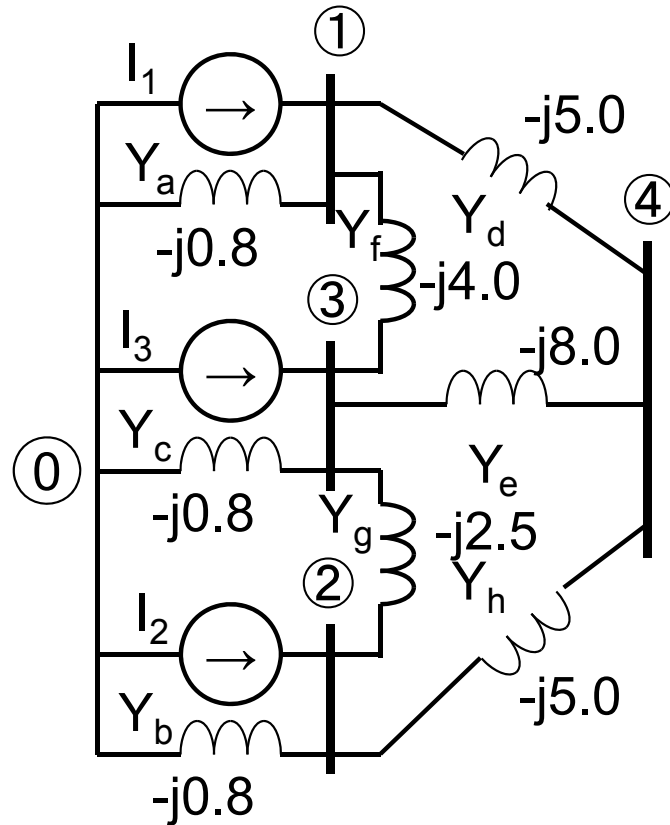 ①
I1
→
-j5.0
Ya
④
Yf
Yd
-j0.8
-j4.0
③
I3
→
-j8.0
Yc
⓪
Ye
-j0.8
Yg
-j2.5
②
Yh
I2
→
-j5.0
Yb
-j0.8